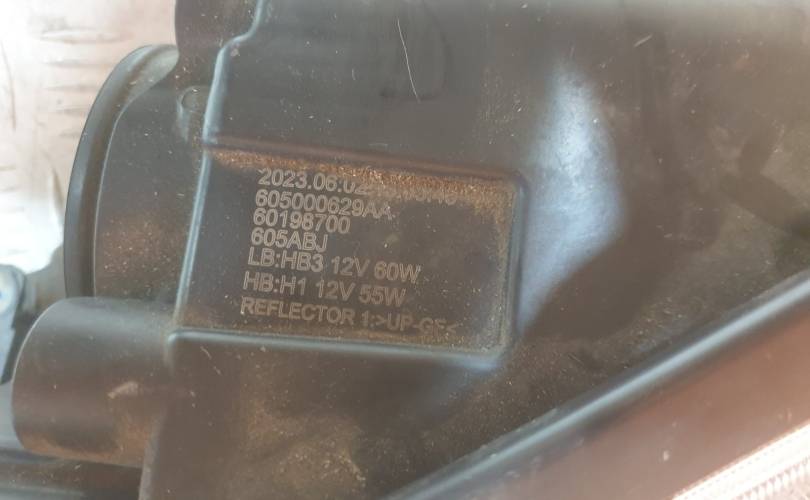 2023.06.02
605000629AA
60198700
605ABJ
LB:HB3 12V 60W
HB:H1 12V 55W
REFLECTOR 1:>UP-GF<